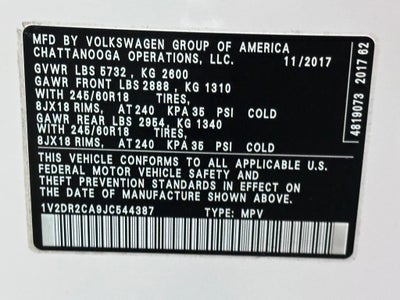 MFD BY VOLKSWAGEN GROUP OF AMERICA
CHATTANOOGA OPERATIONS, LLC. 11/2017
GVWR LBS 5732 , KG 2600
GAWR FRONT LBS 2888 , KG 1310
WITH 245/60R18 TIRES,
8JX18 RIMS, AT 240 KPA 35 PSI COLD
GAWR REAR LBS 2954, KG 1340
WITH 245/60R18 TIRES,
8JX18 RIMS, AT 240 KPA 35 PSI COLD
THIS VEHICLE CONFORMS TO ALL APPLICABLE U.S.
FEDERAL MOTOR VEHICLE SAFETY AND
THEFT PREVENTION STANDARDS IN EFFECT ON
THE DATE OF MANUFACTURE SHOWN ABOVE.
1V2DR2CA9JC544387 TYPE: MPV
4819073 2017 62